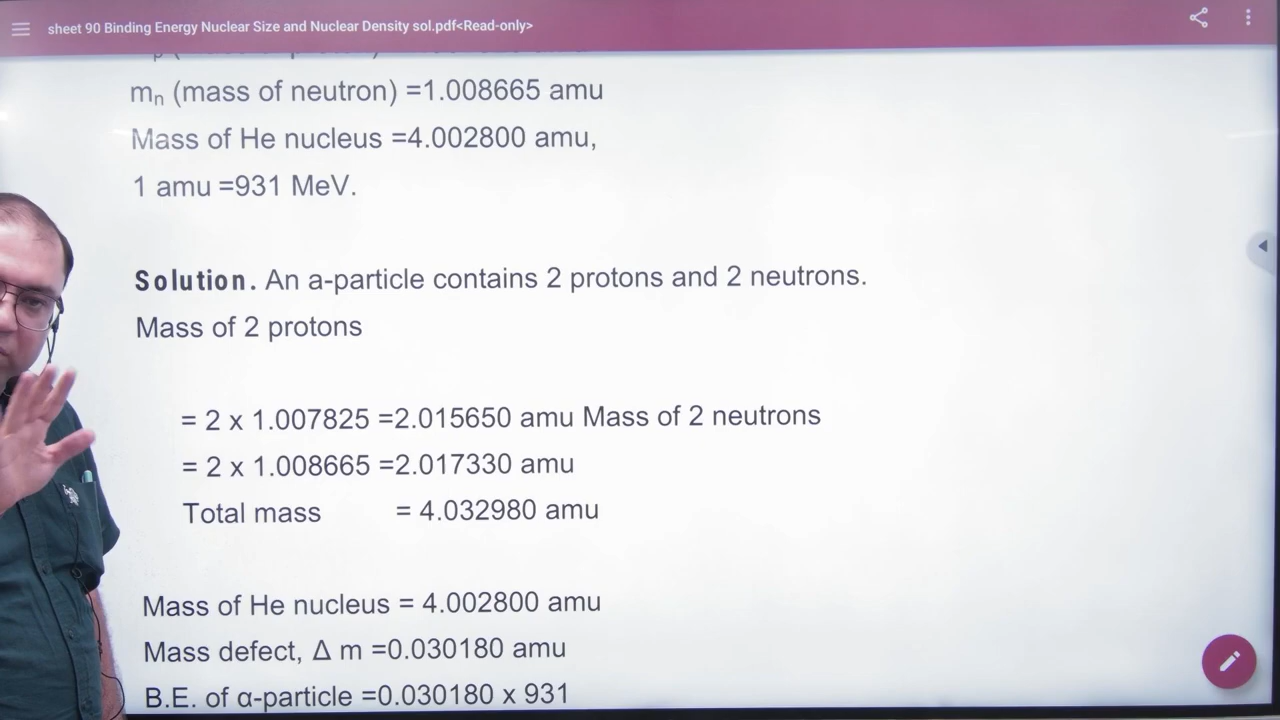 sheet 90 Binding Energy Nuclear Size and Nuclear Density sol.pdf<Read-only>
mₙ (mass of neutron) =1.008665 amu
Mass of He nucleus =4.002800 amu,
1 amu =931 MeV.
Solution. An a-particle contains 2 protons and 2 neutrons.
Mass of 2 protons
= 2 x 1.007825 =2.015650 amu Mass of 2 neutrons
= 2 x 1.008665 =2.017330 amu
Total mass = 4.032980 amu
Mass of He nucleus = 4.002800 amu
Mass defect, Δ m =0.030180 amu
B.E. of α-particle =0.030180 x 931